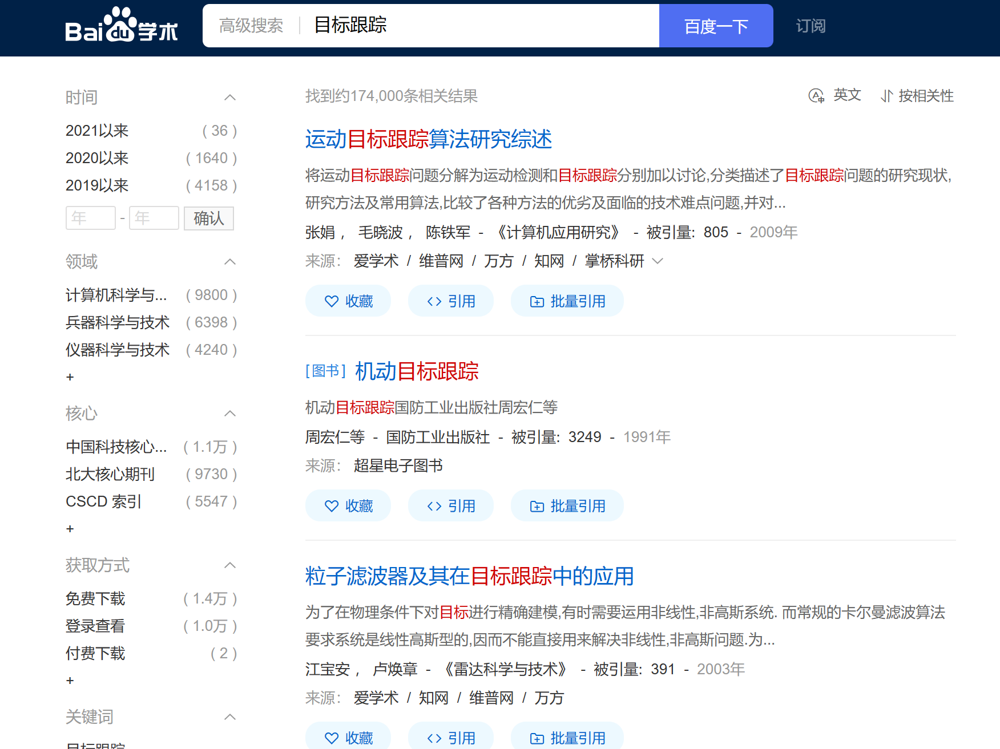 Bai du 学术 高级搜索 目标跟踪 百度一下 订阅
时间
2021以来 ( 36 )
2020以来 ( 1640 )
2019以来 ( 4158 )
年 - 年 确认
领域
计算机科学与... ( 9800 )
兵器科学与技术 ( 6398 )
仪器科学与技术 ( 4240 )
+
核心
中国科技核心... ( 1.1万 )
北大核心期刊 ( 9730 )
CSCD 索引 ( 5547 )
+
获取方式
免费下载 ( 1.4万 )
登录查看 ( 1.0万 )
付费下载 ( 2 )
+
关键词
目标跟踪
找到约174,000条相关结果 英文 按相关性
运动目标跟踪算法研究综述
将运动目标跟踪问题分解为运动检测和目标跟踪分别加以讨论,分类描述了目标跟踪问题的研究现状,
研究方法及常用算法,比较了各种方法的优劣及面临的技术难点问题,并对...
张娟， 毛晓波， 陈铁军 - 《计算机应用研究》 - 被引量: 805 - 2009年
来源： 爱学术 / 维普网 / 万方 / 知网 / 掌桥科研
收藏 <> 引用 批量引用
[图书] 机动目标跟踪
机动目标跟踪国防工业出版社周宏仁等
周宏仁等 - 国防工业出版社 - 被引量: 3249 - 1991年
来源： 超星电子图书
收藏 <> 引用 批量引用
粒子滤波器及其在目标跟踪中的应用
为了在物理条件下对目标进行精确建模,有时需要运用非线性,非高斯系统. 而常规的卡尔曼滤波算法
要求系统是线性高斯型的,因而不能直接用来解决非线性,非高斯问题.为...
江宝安， 卢焕章 - 《雷达科学与技术》 - 被引量: 391 - 2003年
来源： 爱学术 / 知网 / 维普网 / 万方
收藏 <> 引用 批量引用